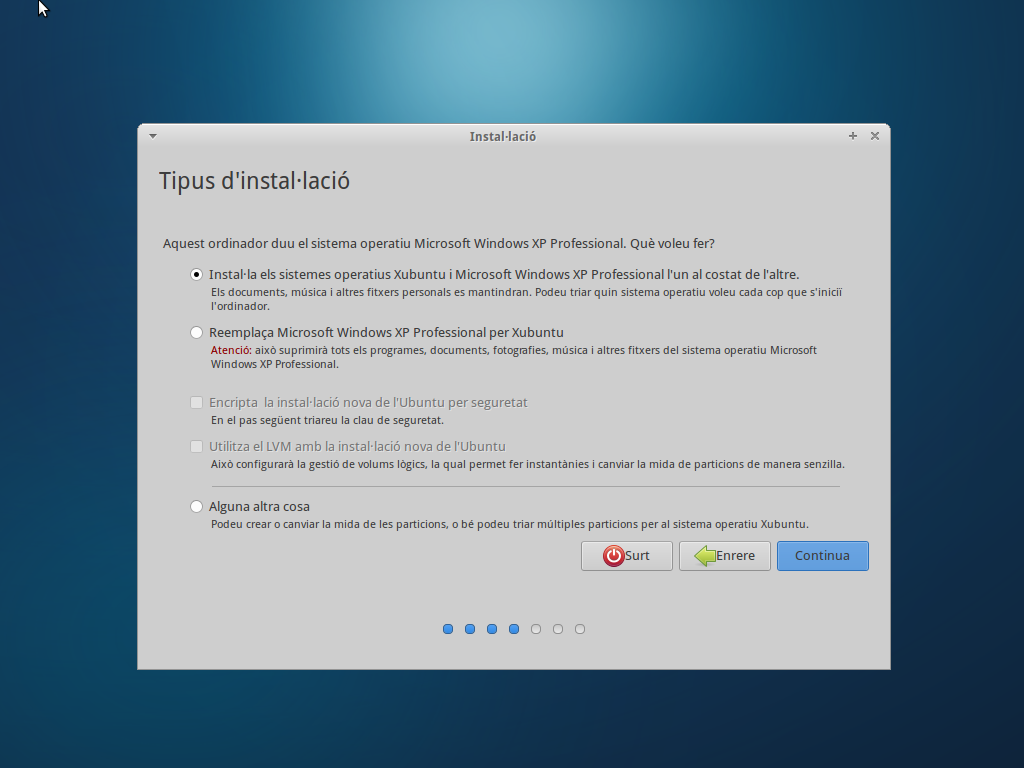 Instal·lació
Tipus d'instal·lació
Aquest ordinador duu el sistema operatiu Microsoft Windows XP Professional. Què voleu fer?
Instal·la els sistemes operatius Xubuntu i Microsoft Windows XP Professional l'un al costat de l'altre.
Els documents, música i altres fitxers personals es mantindran. Podeu triar quin sistema operatiu voleu cada cop que s'iniciï
l'ordinador.
Reemplaça Microsoft Windows XP Professional per Xubuntu
Atenció: això suprimirà tots els programes, documents, fotografies, música i altres fitxers del sistema operatiu Microsoft
Windows XP Professional.
Encripta  la instal·lació nova de l'Ubuntu per seguretat
En el pas següent triareu la clau de seguretat.
Utilitza el LVM amb la instal·lació nova de l'Ubuntu
Això configurarà la gestió de volums lògics, la qual permet fer instantànies i canviar la mida de particions de manera senzilla.
Alguna altra cosa
Podeu crear o canviar la mida de les particions, o bé podeu triar múltiples particions per al sistema operatiu Xubuntu.
Surt Enrere Continua